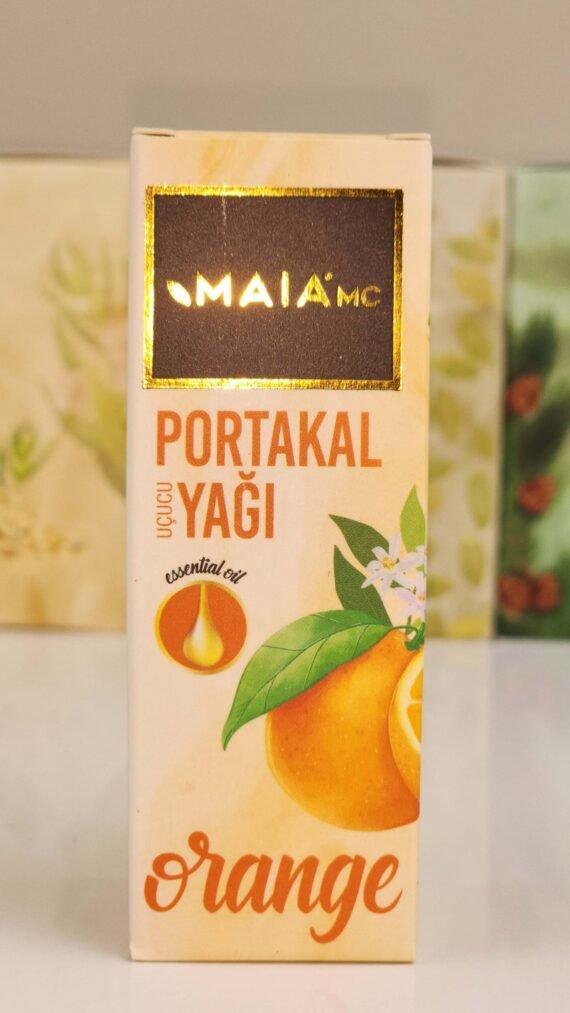 MAIA MC
PORTAKAL
UÇUCU YAĞI
essential oil
orange